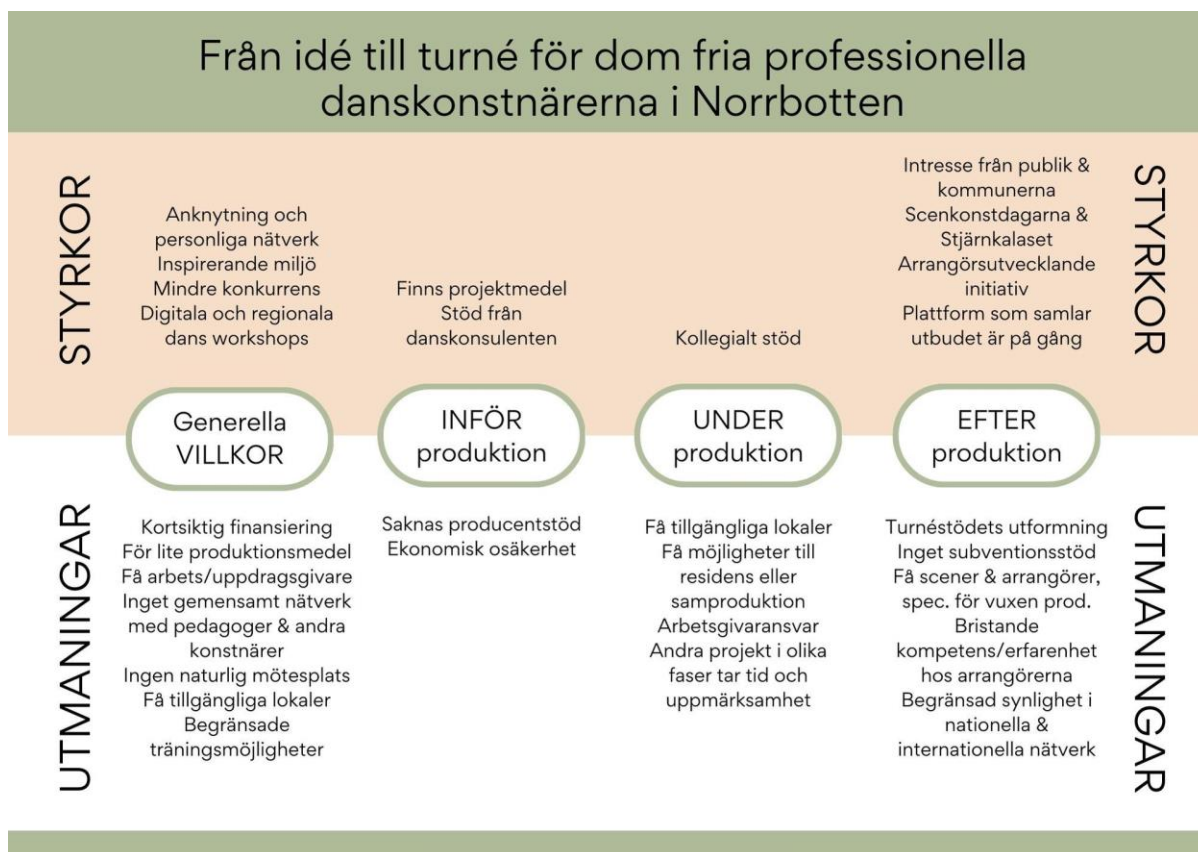 Från idé till turné för dom fria professionella
danskonstnärerna i Norrbotten
STYRKOR
Anknytning och
personliga nätverk
Inspirerande miljö
Mindre konkurrens
Digitala och regionala
dans workshops
Finns projektmedel
Stöd från
danskonsulenten
Kollegialt stöd
Intresse från publik &
kommunerna
Scenkonstdagarna &
Stjärnkalaset
Arrangörsutvecklande
initiativ
Plattform som samlar
utbudet är på gång
STYRKOR
Generella
VILLKOR
INFÖR
produktion
UNDER
produktion
EFTER
produktion
UTMANINGAR
Kortsiktig finansiering
För lite produktionsmedel
Få arbets/uppdragsgivare
Inget gemensamt nätverk
med pedagoger & andra
konstnärer
Ingen naturlig mötesplats
Få tillgängliga lokaler
Begränsade
träningsmöjligheter
Saknas producentstöd
Ekonomisk osäkerhet
Få tillgängliga lokaler
Få möjligheter till
residens eller
samproduktion
Arbetsgivaransvar
Andra projekt i olika
faser tar tid och
uppmärksamhet
Turnéstödets utformning
Inget subventionsstöd
Få scener & arrangörer,
spec. för vuxen prod.
Bristande
kompetens/erfarenhet
hos arrangörerna
Begränsad synlighet i
nationella &
internationella nätverk
UTMANINGAR